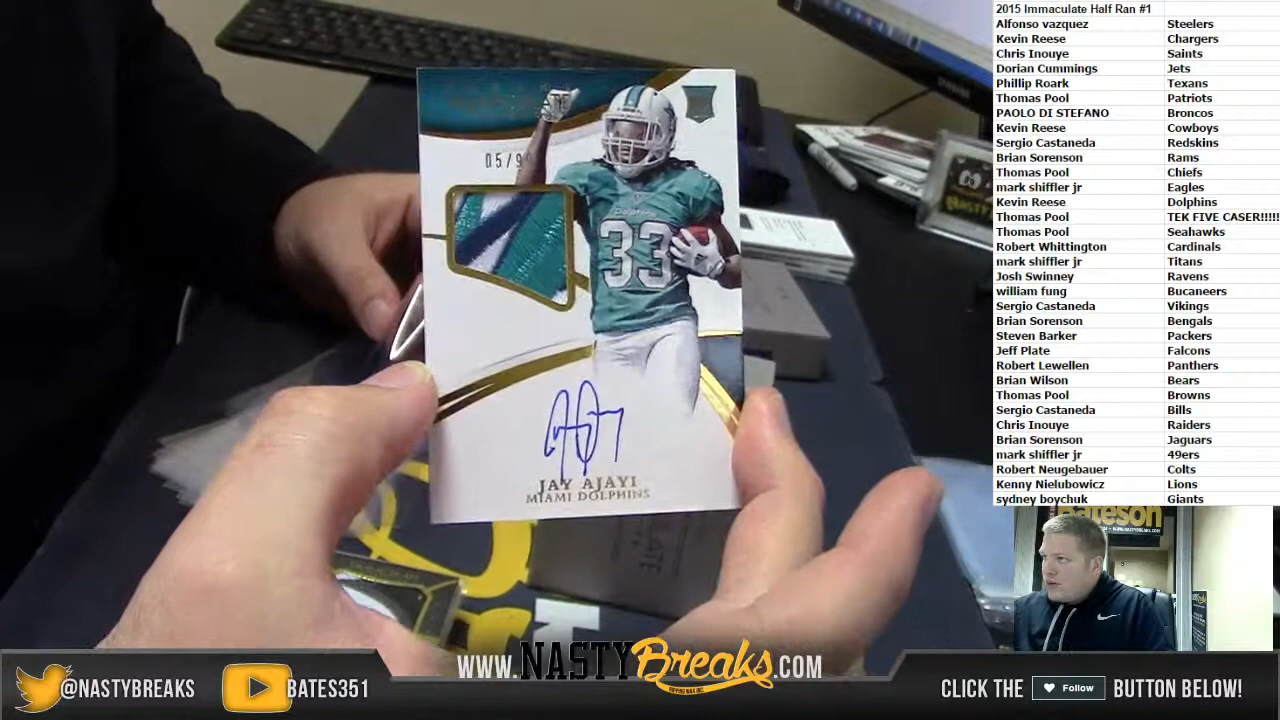 2015 Immaculate Half Ran #1
Alfonso vazquez Steelers
Kevin Reese Chargers
Chris Inouye Saints
Dorian Cummings Jets
Phillip Roark Texans
Thomas Pool Patriots
PAOLO DI STEFANO Broncos
Kevin Reese Cowboys
Sergio Castaneda Redskins
Brian Sorenson Rams
Thomas Pool Chiefs
mark shiffler jr Eagles
Kevin Reese Dolphins
Thomas Pool TEK FIVE CASER!!!!!
Thomas Pool Seahawks
Robert Whittington Cardinals
mark shiffler jr Titans
Josh Swinney Ravens
william fung Bucaneers
Sergio Castaneda Vikings
Brian Sorenson Bengals
Steven Barker Packers
Jeff Plate Falcons
Robert Lewellen Panthers
Brian Wilson Bears
Thomas Pool Browns
Sergio Castaneda Bills
Chris Inouye Raiders
Brian Sorenson Jaguars
mark shiffler jr 49ers
Robert Neugebauer Colts
Kenny Nielubowicz Lions
sydney boychuk Giants
Dolphins
33
JAY AJAYI
MIAMI DOLPHINS
WWW.NASTYBreaks.COM
RIPPING WAX INC.
@NASTYBREAKS
BATES351
CLICK THE Follow BUTTON BELOW!